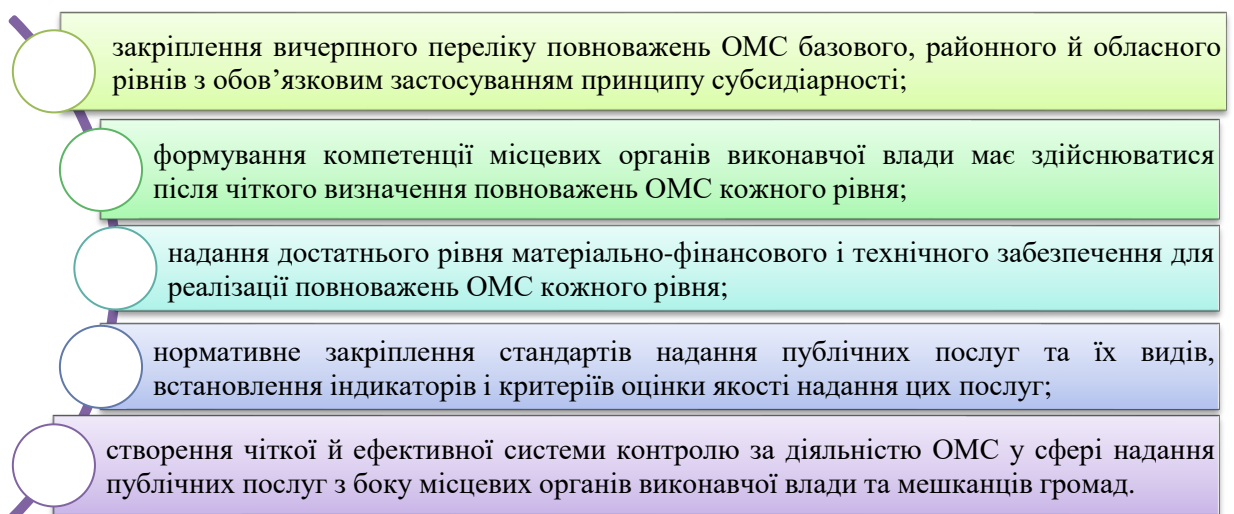 закріплення вичерпного переліку повноважень ОМС базового, районного й обласного
рівнів з обов’язковим застосуванням принципу субсидіарності;
формування компетенції місцевих органів виконавчої влади має здійснюватися
після чіткого визначення повноважень ОМС кожного рівня;
надання достатнього рівня матеріально-фінансового і технічного забезпечення для
реалізації повноважень ОМС кожного рівня;
нормативне закріплення стандартів надання публічних послуг та їх видів,
встановлення індикаторів і критеріїв оцінки якості надання цих послуг;
створення чіткої й ефективної системи контролю за діяльністю ОМС у сфері надання
публічних послуг з боку місцевих органів виконавчої влади та мешканців громад.